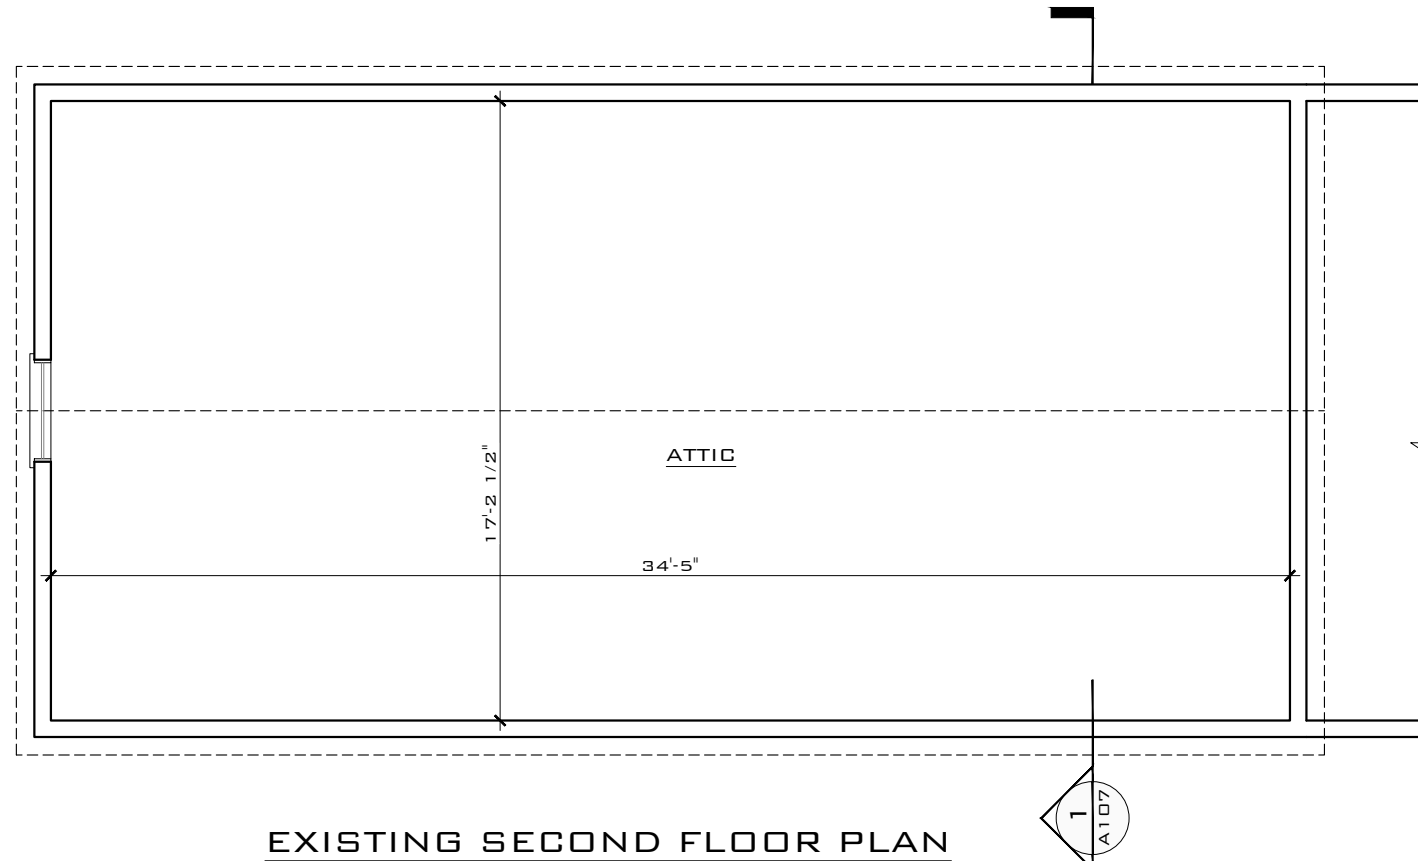 17'-2 1/2"
ATTIC
34'-5"
1
A107
EXISTING SECOND FLOOR PLAN